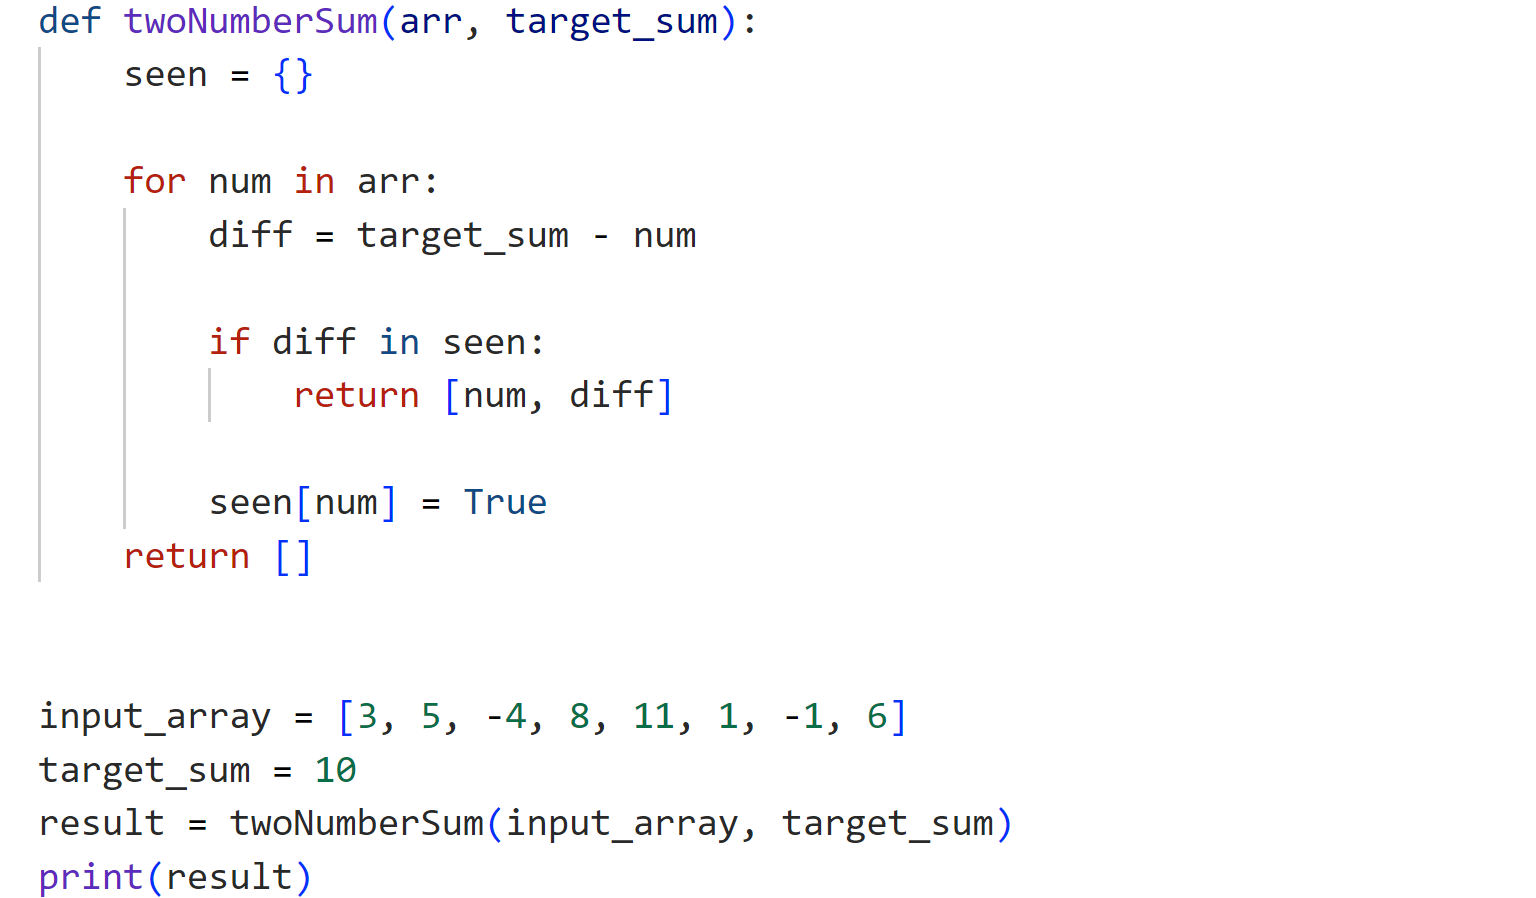 def twoNumberSum(arr, target_sum):
    seen = {}
    for num in arr:
        diff = target_sum - num
        if diff in seen:
            return [num, diff]
        seen[num] = True
    return []
input_array = [3, 5, -4, 8, 11, 1, -1, 6]
target_sum = 10
result = twoNumberSum(input_array, target_sum)
print(result)